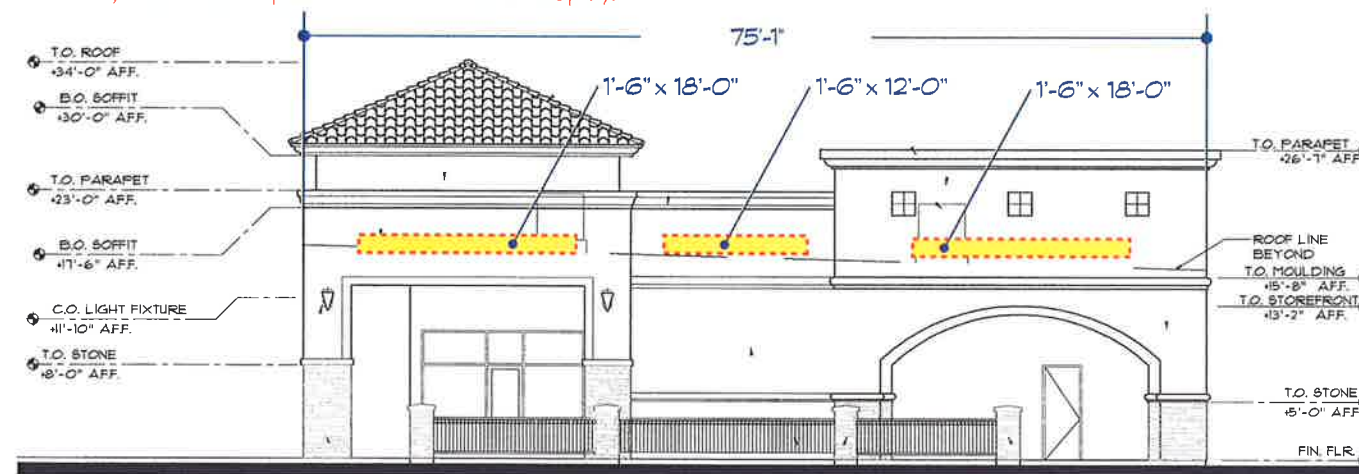 75'-1"
T.O. ROOF
+34'-0" AFF.
1'-6" x 18'-0"
1'-6" x 12'-0"
1'-6" x 18'-0"
B.O. SOFFIT
+30'-0" AFF.
T.O. PARAPET
+26'-7" AFF
T.O. PARAPET
+23'-0" AFF.
B.O. SOFFIT
+17'-6" AFF.
ROOF LINE
BEYOND
T.O. MOULDING
+15'-8" AFF.
T.O. STOREFRONT
+13'-2" AFF.
C.O. LIGHT FIXTURE
+11'-10" AFF.
T.O. STONE
+8'-0" AFF.
T.O. STONE
+5'-0" AFF
FIN. FLR.